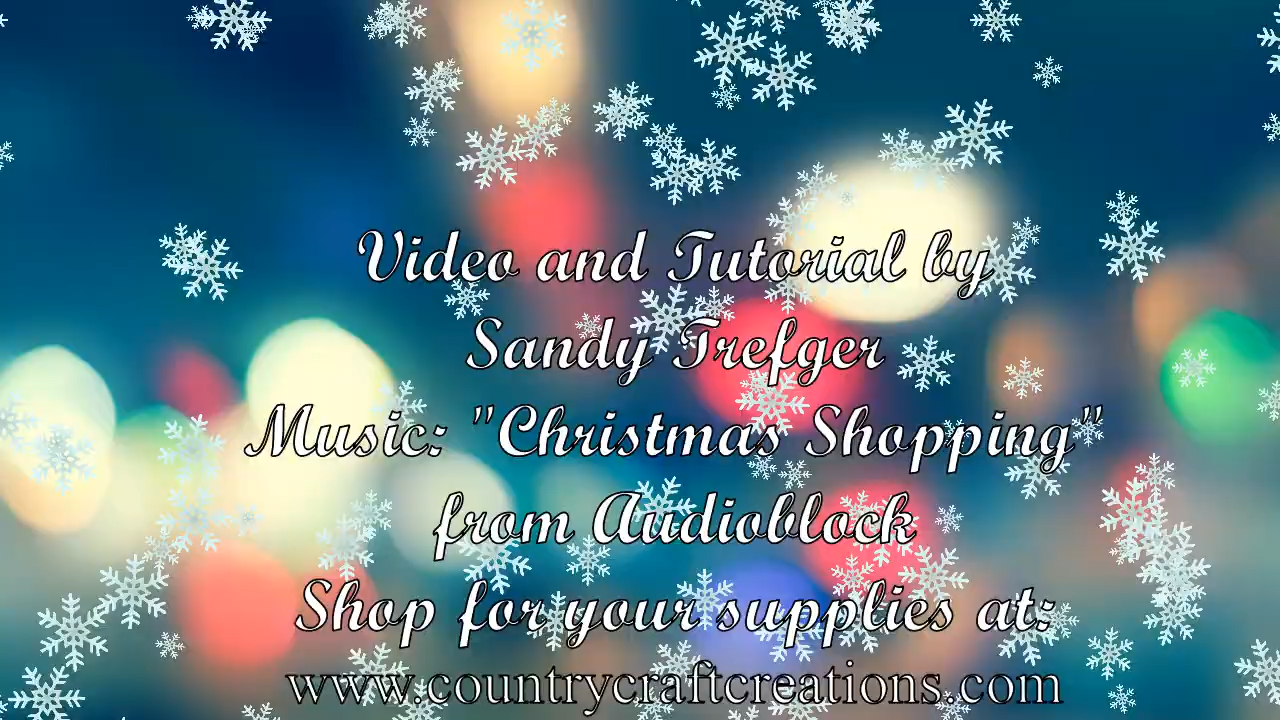 Video and Tutorial by
Sandy Trefger
Music: "Christmas Shopping"
from Audioblock
Shop for your supplies at:
www.countrycraftcreations.com